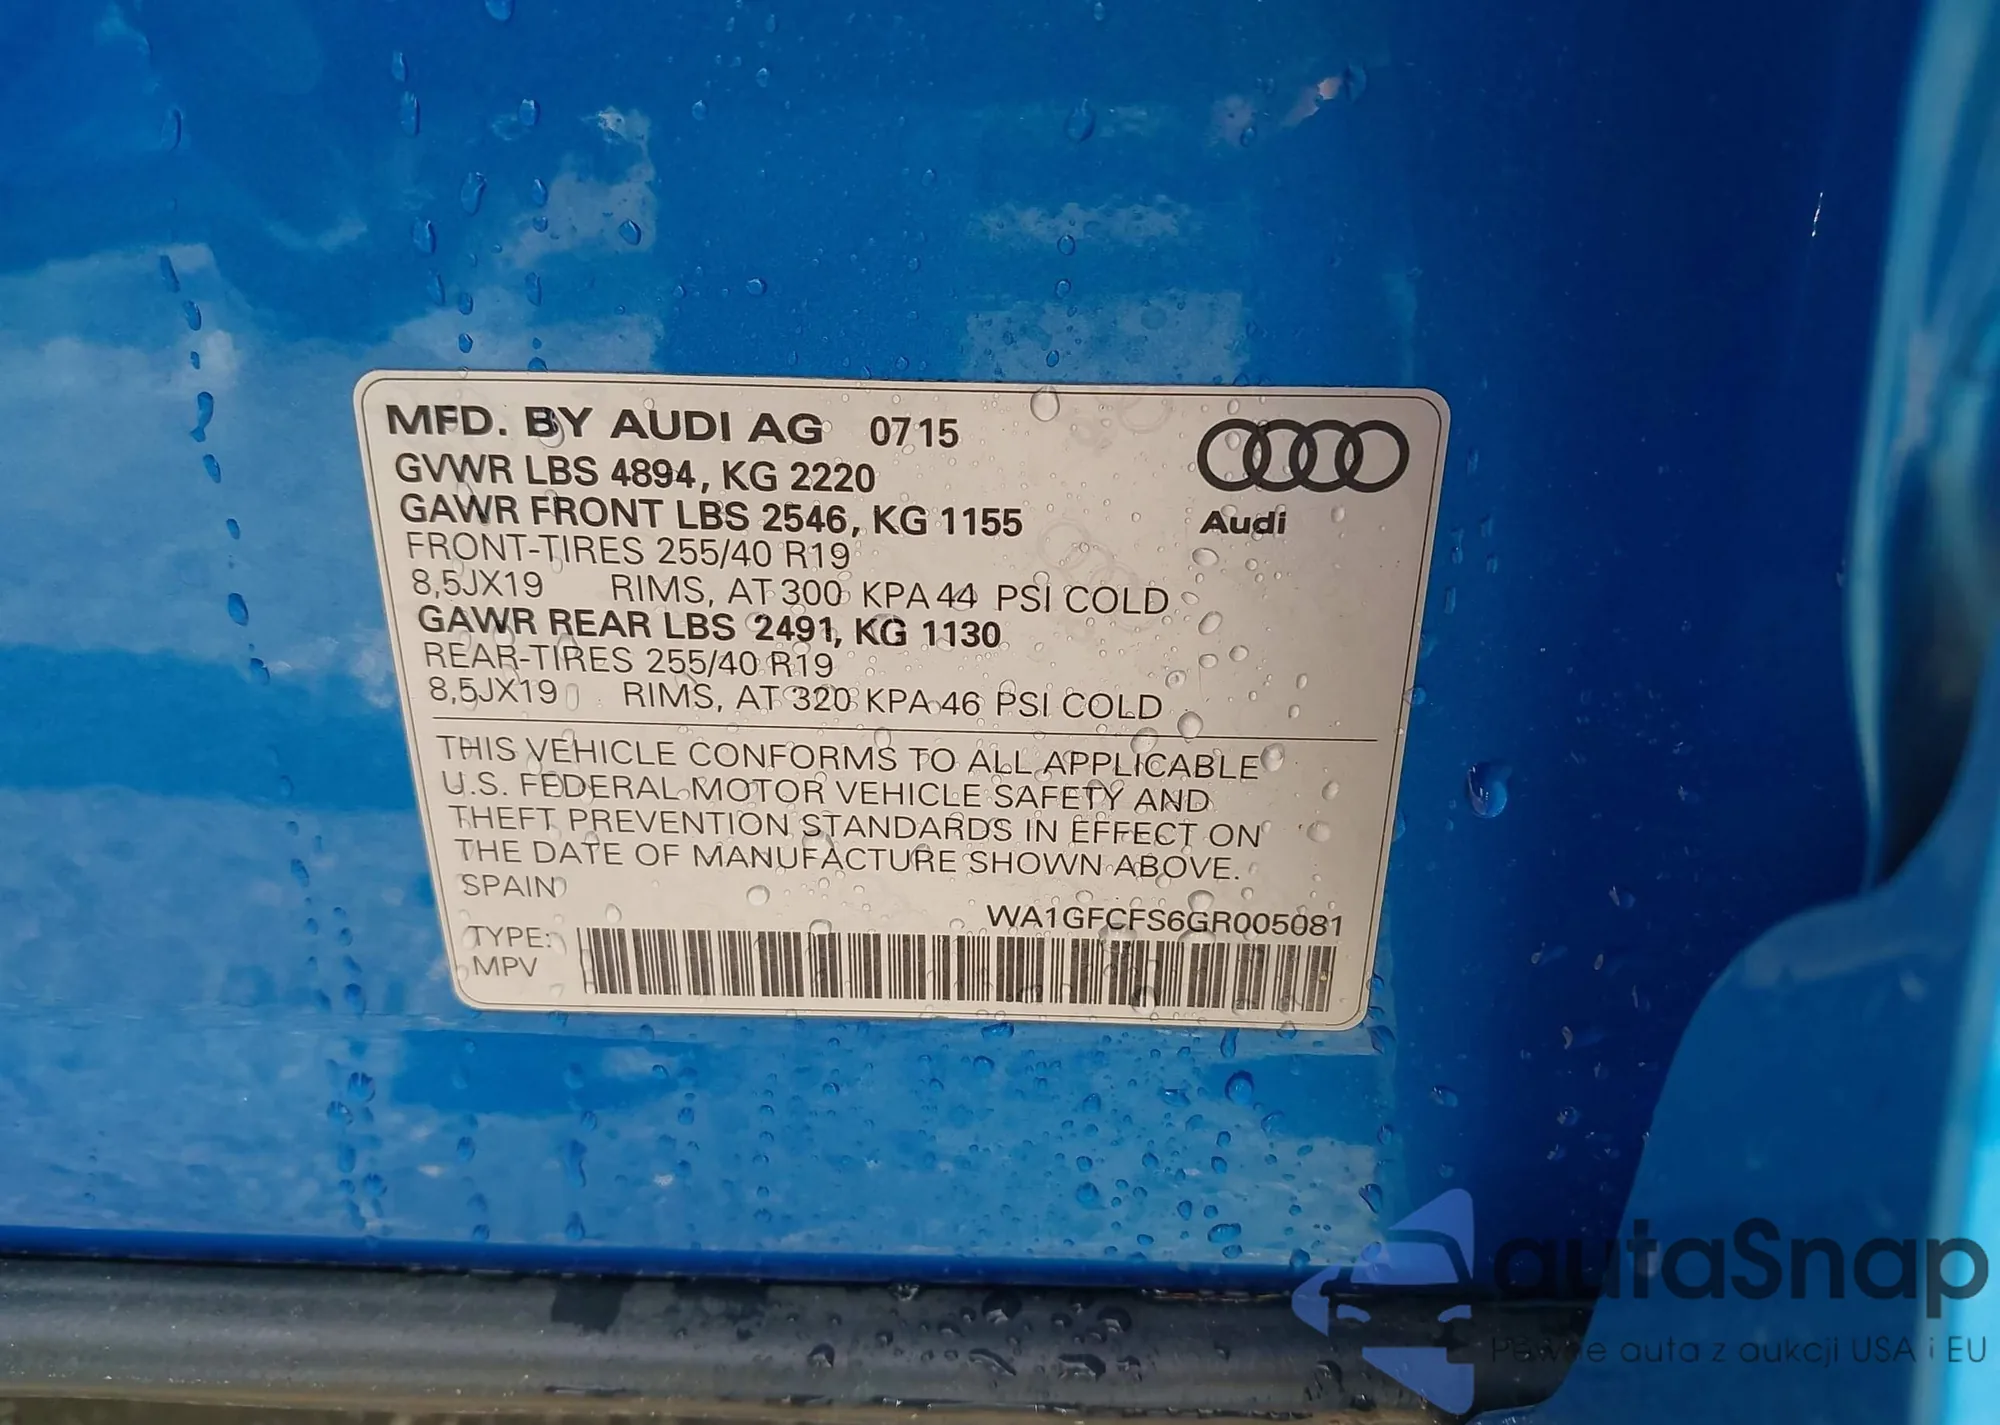 MFD. BY AUDI AG 0715
GVWR LBS 4894, KG 2220
GAWR FRONT LBS 2546, KG 1155
Audi
FRONT-TIRES 255/40 R19
8,5JX19 RIMS, AT 300 KPA 44 PSI COLD
GAWR REAR LBS 2491, KG 1130
REAR-TIRES 255/40 R19
8,5JX19 RIMS, AT 320 KPA 46 PSI COLD
THIS VEHICLE CONFORMS TO ALL APPLICABLE
U.S. FEDERAL MOTOR VEHICLE SAFETY AND
THEFT PREVENTION STANDARDS IN EFFECT ON
THE DATE OF MANUFACTURE SHOWN ABOVE.
SPAIN
WA1GFCFS6GR005081
TYPE:
MPV
autaSnap
Pewne auta z aukcji USA i EU